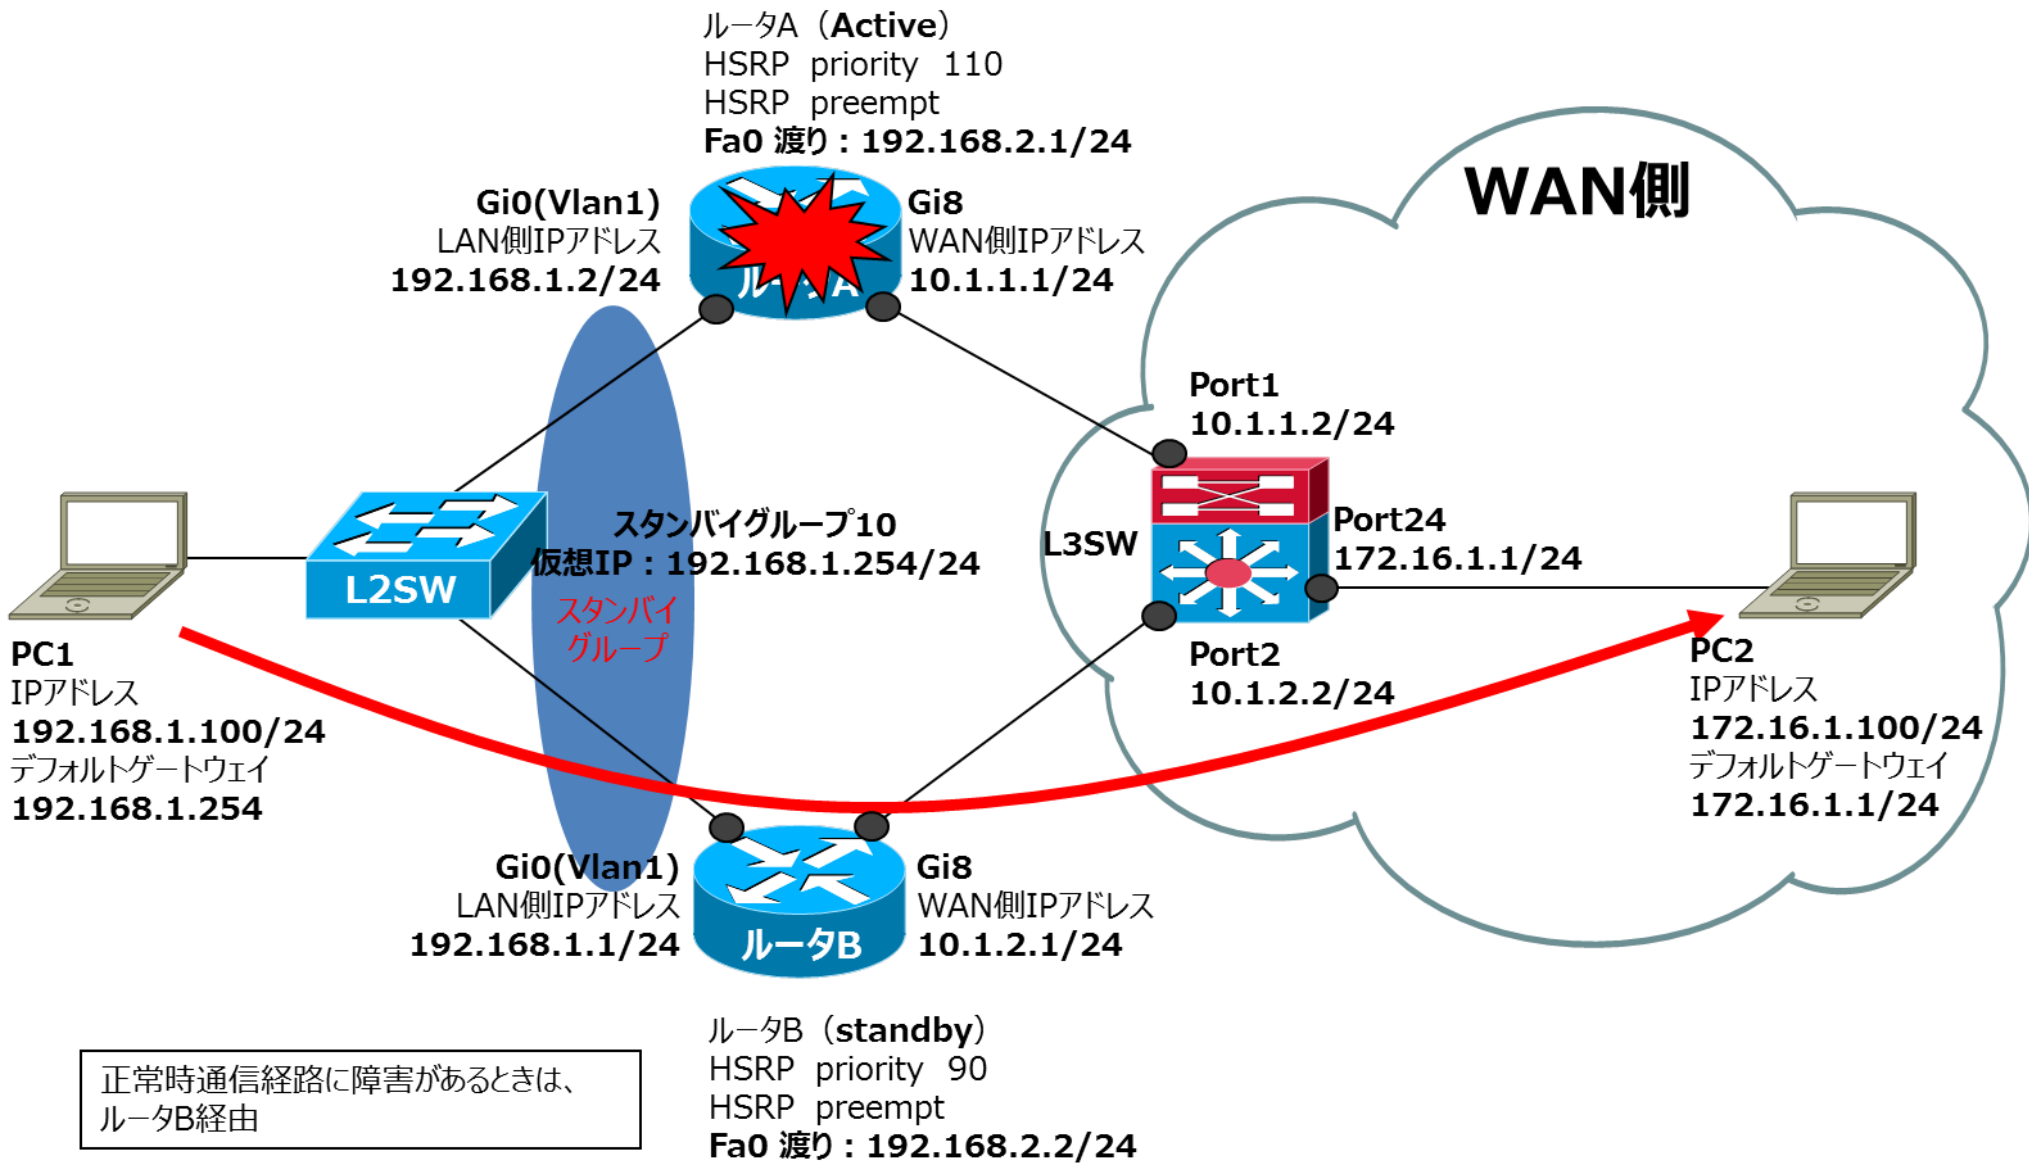 ルータA（Active）
HSRP priority 110
HSRP preempt
Fa0 渡り：192.168.2.1/24
Gi0(Vlan1)
LAN側IPアドレス
192.168.1.2/24
Gi8
WAN側IPアドレス
10.1.1.1/24
ルータA
WAN側
Port1
10.1.1.2/24
L3SW
Port24
172.16.1.1/24
Port2
10.1.2.2/24
スタンバイグループ10
仮想IP：192.168.1.254/24
スタンバイ
グループ
L2SW
PC1
IPアドレス
192.168.1.100/24
デフォルトゲートウェイ
192.168.1.254
PC2
IPアドレス
172.16.1.100/24
デフォルトゲートウェイ
172.16.1.1/24
Gi0(Vlan1)
LAN側IPアドレス
192.168.1.1/24
Gi8
WAN側IPアドレス
10.1.2.1/24
ルータB
ルータB（standby）
HSRP priority 90
HSRP preempt
Fa0 渡り：192.168.2.2/24
正常時通信経路に障害があるときは、
ルータB経由